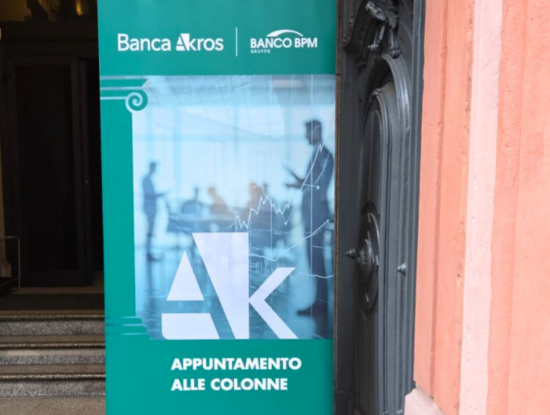 Banca Akros
BANCO BPM
GRUPPO
Ak
APPUNTAMENTO
ALLE COLONNE